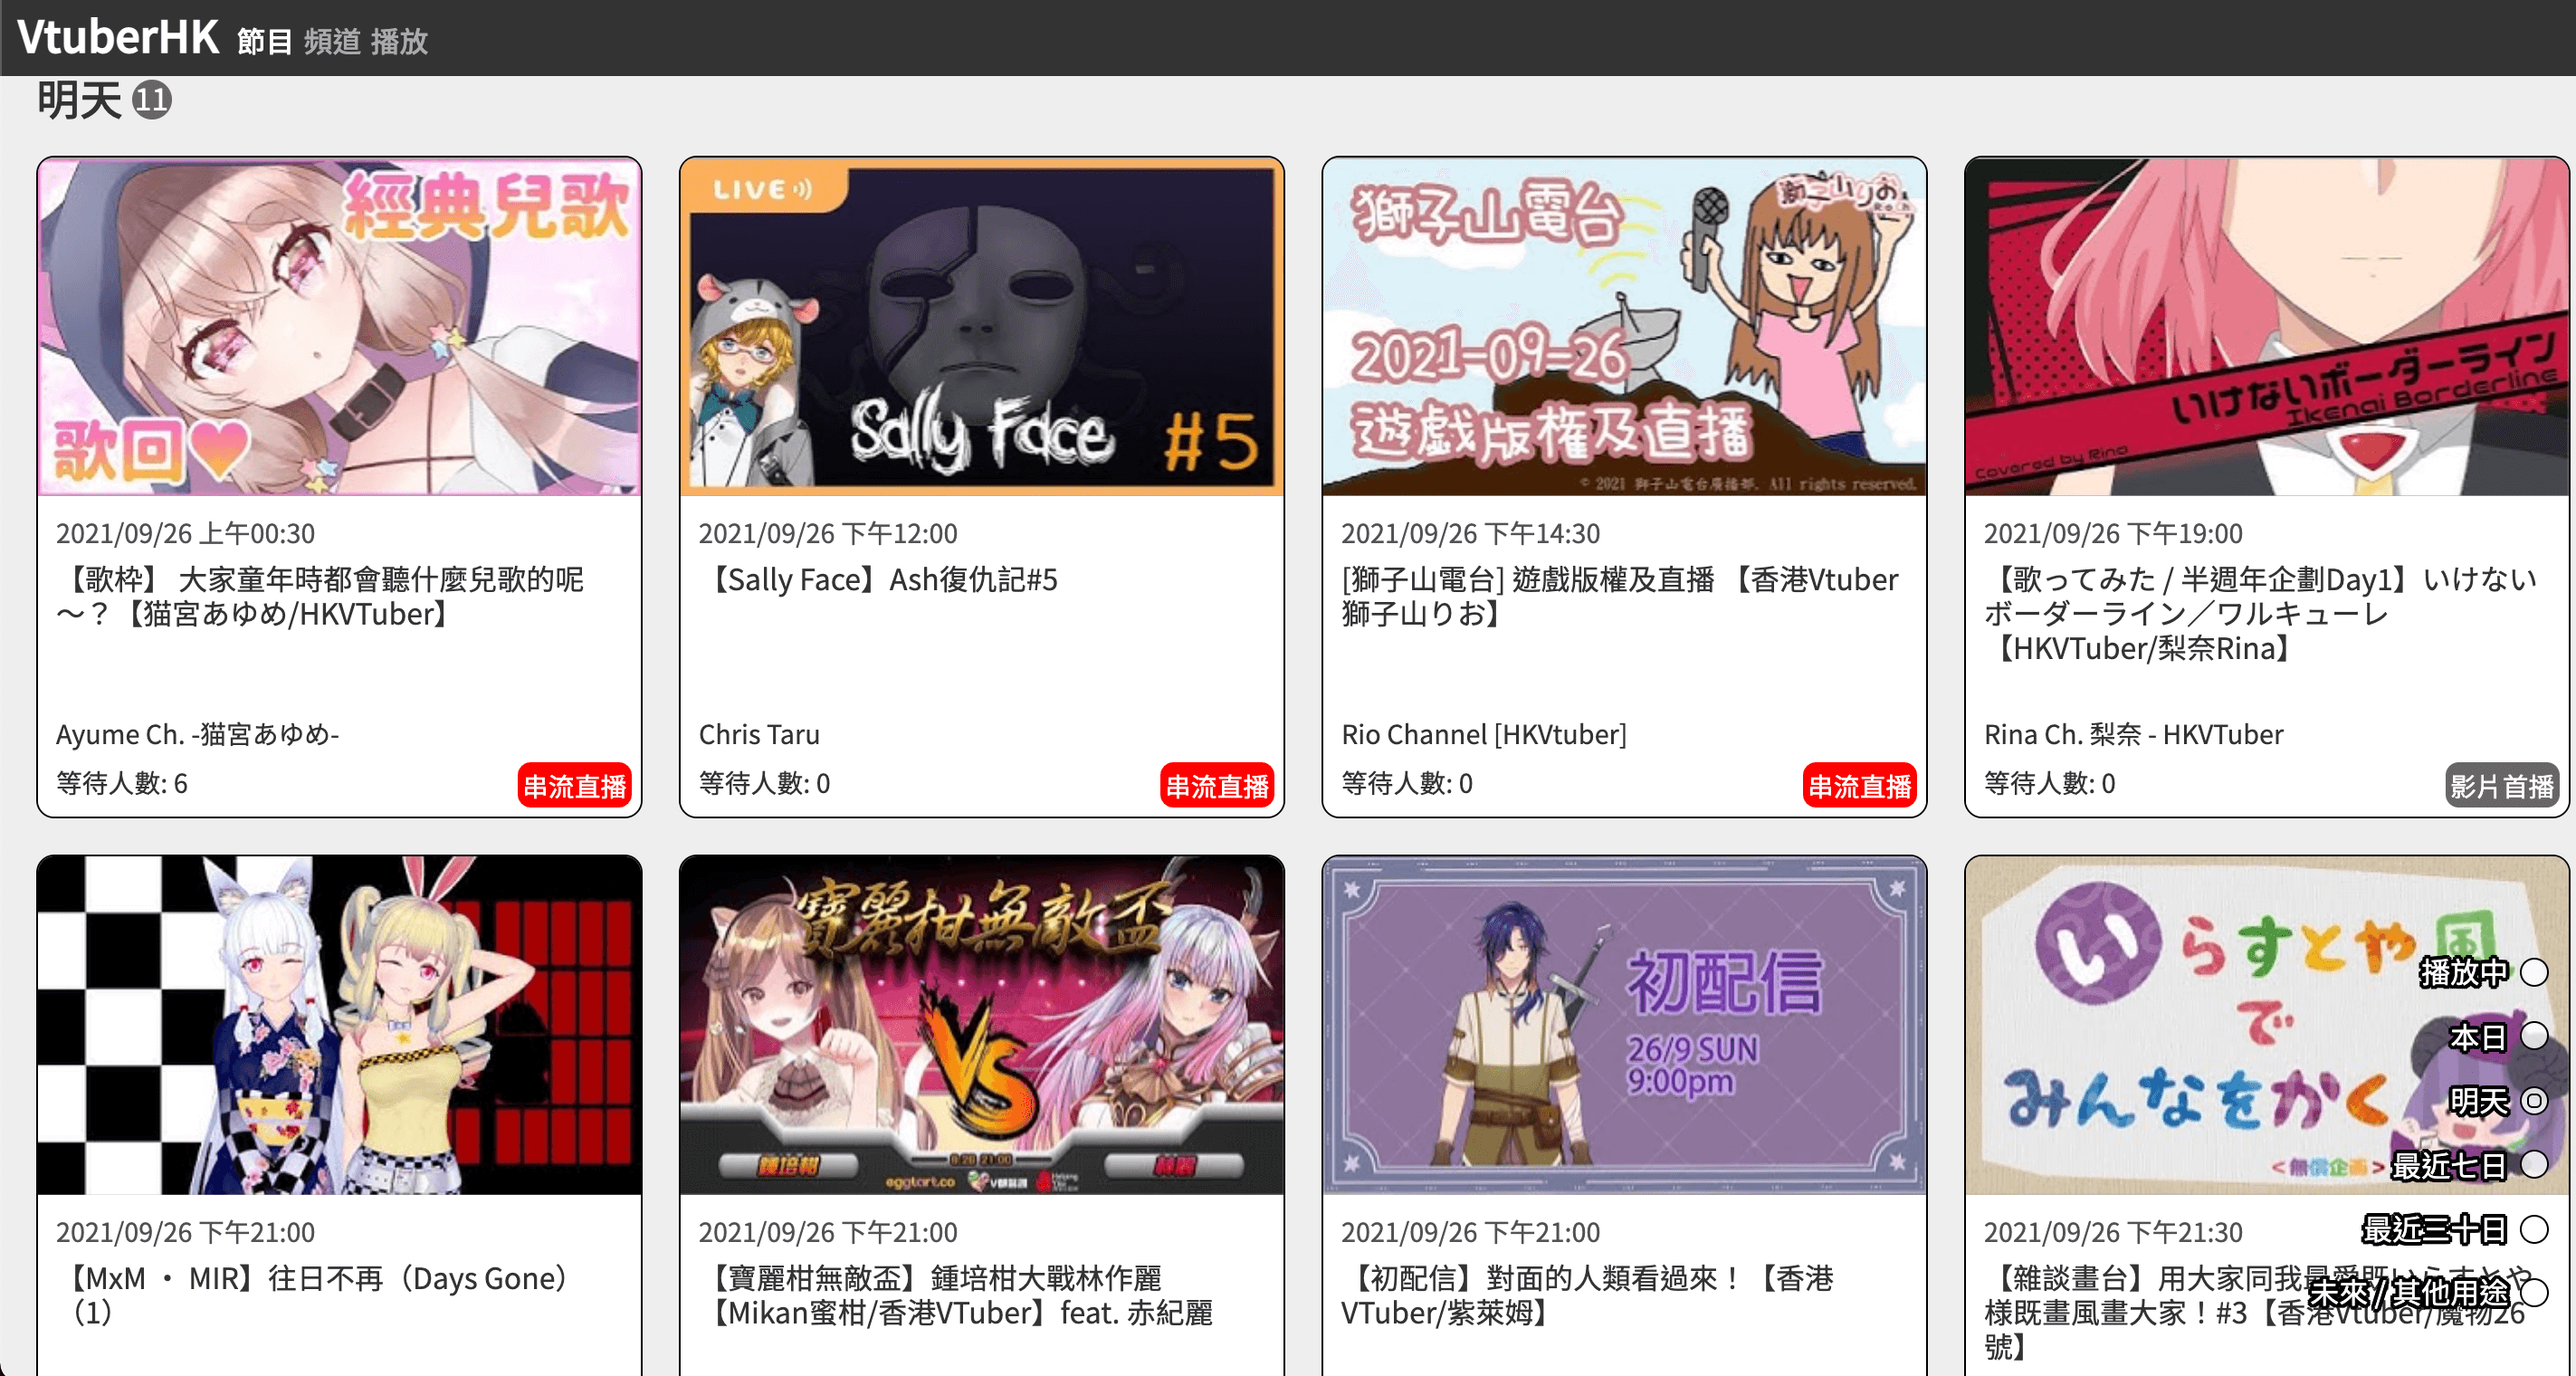 VtuberHK 節目 頻道 播放
明天 11
經典兒歌
歌回
LIVE
Sally Face #5
獅子山電台
獅子山りお
Rio Ch
2021-09-26
遊戲版權及直播
© 2021 獅子山電台廣播部. All rights reserved.
いけないボーダーライン
Ikenai Borderline
Covered by Rina
2021/09/26 上午00:30
【歌枠】 大家童年時都會聽什麼兒歌的呢
～？【猫宮あゆめ/HKVTuber】
Ayume Ch. -猫宮あゆめ-
等待人數: 6
串流直播
2021/09/26 下午12:00
【Sally Face】Ash復仇記#5
Chris Taru
等待人數: 0
串流直播
2021/09/26 下午14:30
[獅子山電台] 遊戲版權及直播 【香港Vtuber
獅子山りお】
Rio Channel [HKVtuber]
等待人數: 0
串流直播
2021/09/26 下午19:00
【歌ってみた / 半週年企劃Day1】いけない
ボーダーライン／ワルキューレ
【HKVTuber/梨奈Rina】
Rina Ch. 梨奈 - HKVTuber
等待人數: 0
影片首播
寶麗柑無敵盃
VS
鍾培柑
9.26 21:00
eggtart.co
初配信
26/9 SUN
9:00pm
いらすとや風
で
みんなをかく
<無償企画>
播放中
本日
明天
最近七日
最近三十日
未來/其他用途
2021/09/26 下午21:00
【MxM ・ MIR】往日不再（Days Gone）
（1）
2021/09/26 下午21:00
【寶麗柑無敵盃】鍾培柑大戰林作麗
【Mikan蜜柑/香港VTuber】feat. 赤紀麗
2021/09/26 下午21:00
【初配信】對面的人類看過來！【香港
VTuber/紫萊姆】
2021/09/26 下午21:30
【雜談畫台】用大家同我最愛既いらすとや
様既畫風畫大家！#3【香港Vtuber/魔物26
號】